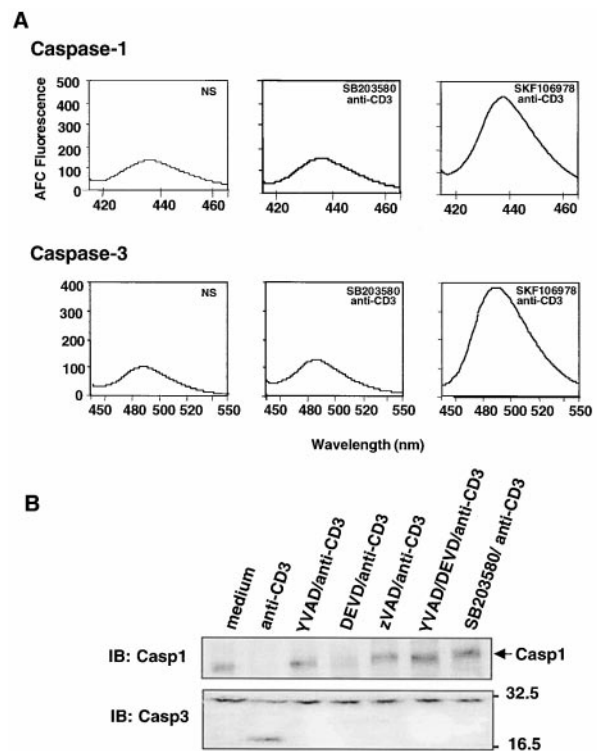 A
Caspase-1
AFC Fluorescence
500
400
300
200
100
0
NS
420 440 460
SB203580
anti-CD3
420 440 460
SKF106978
anti-CD3
420 440 460
Caspase-3
400
300
200
100
0
NS
450 480 500 520 550
SB203580
anti-CD3
450 480 500 520 550
SKF106978
anti-CD3
450 480 500 520 550
Wavelength (nm)
B
medium
anti-CD3
YVAD/anti-CD3
DEVD/anti-CD3
zVAD/anti-CD3
YVAD/DEVD/anti-CD3
SB203580/ anti-CD3
IB: Casp1
Casp1
IB: Casp3
32.5
16.5